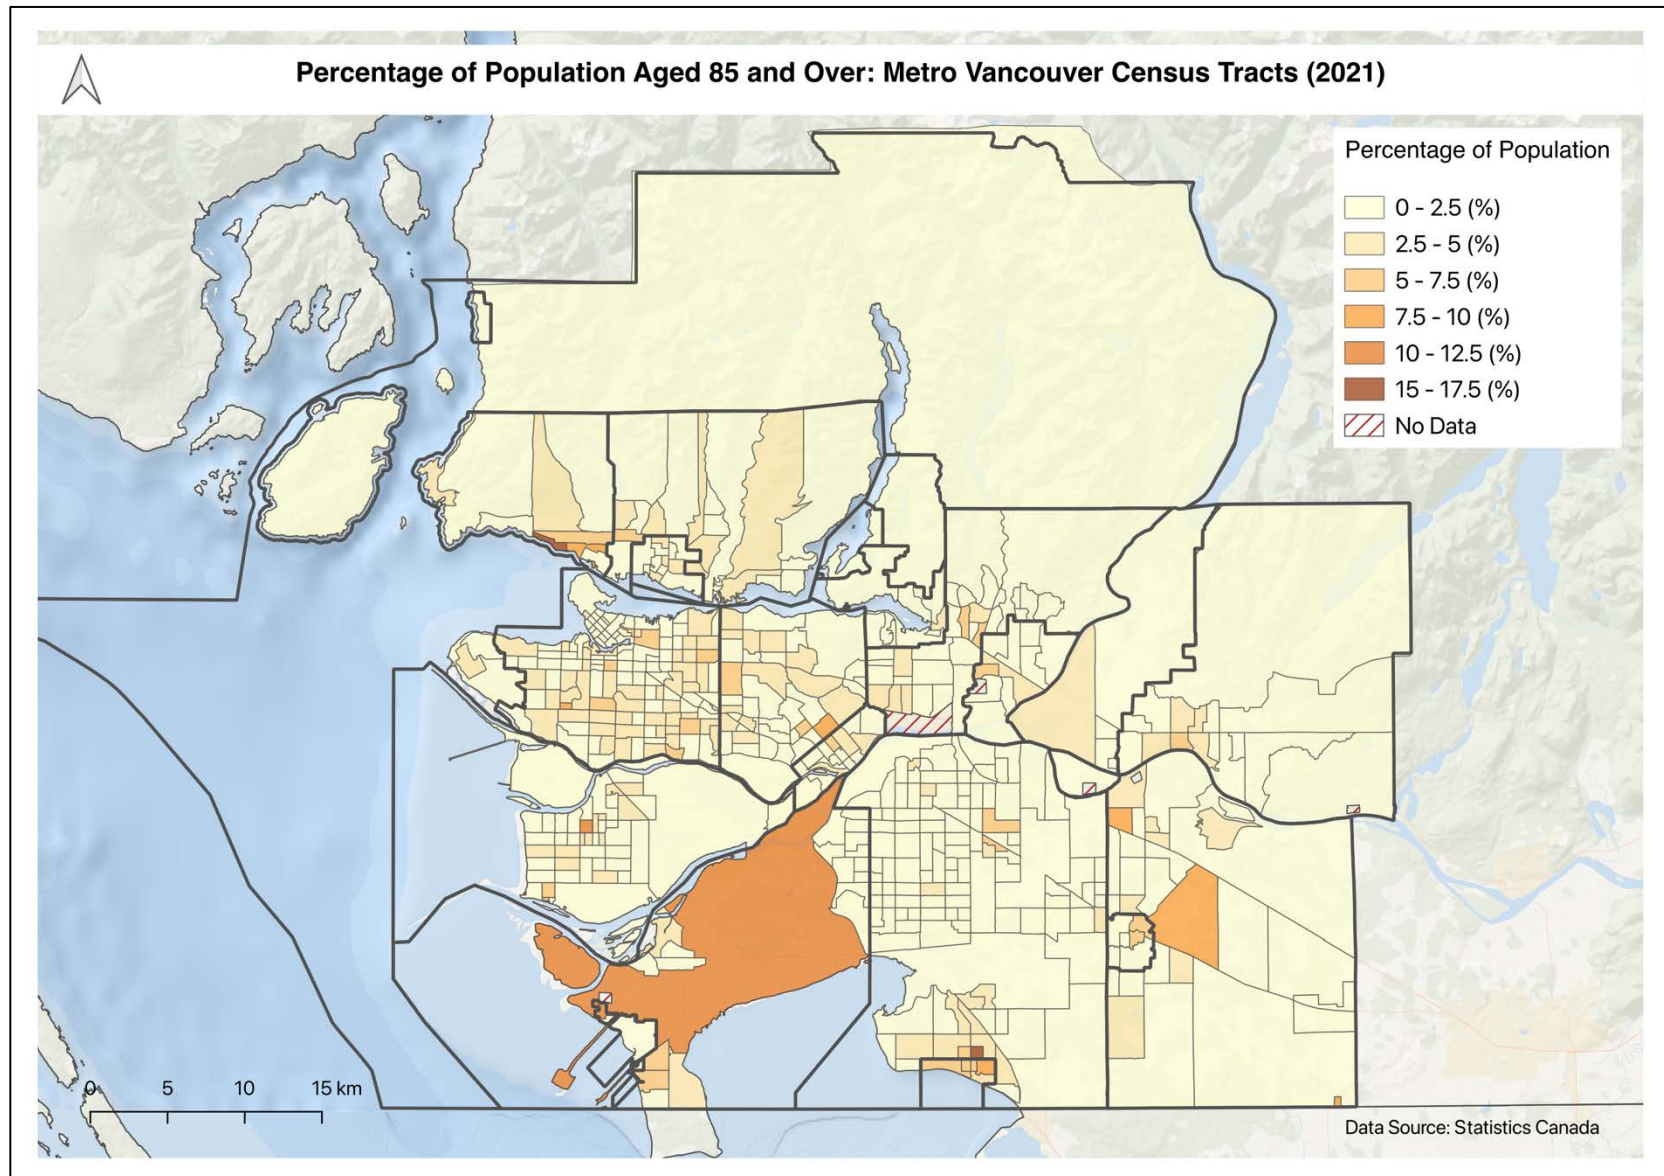 Percentage of Population Aged 85 and Over: Metro Vancouver Census Tracts (2021)
Percentage of Population
0 - 2.5 (%)
2.5 - 5 (%)
5 - 7.5 (%)
7.5 - 10 (%)
10 - 12.5 (%)
15 - 17.5 (%)
No Data
0 5 10 15 km
Data Source: Statistics Canada